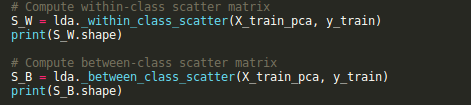 # Compute within-class scatter matrix
S_W = lda._within_class_scatter(X_train_pca, y_train)
print(S_W.shape)
# Compute between-class scatter matrix
S_B = lda._between_class_scatter(X_train_pca, y_train)
print(S_B.shape)